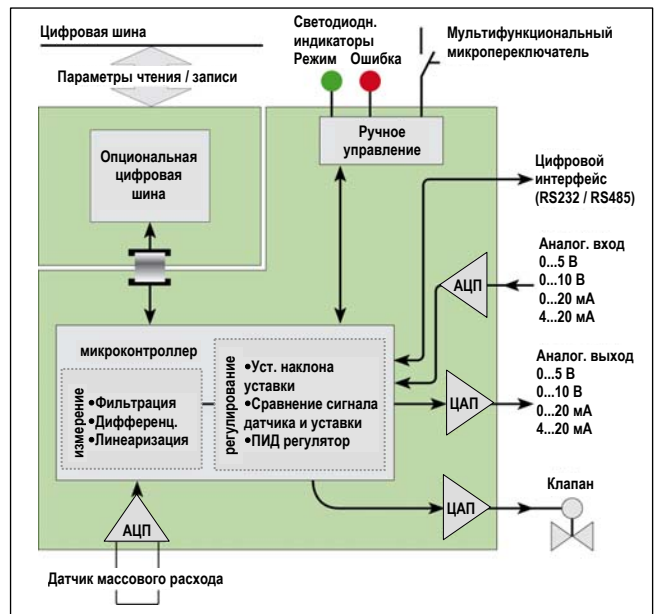 Цифровая шина
Параметры чтения / записи
Светодиодн.
индикаторы
Режим Ошибка
Мультифункциональный
микропереключатель
Опциональная
цифровая
шина
Ручное
управление
Цифровой
интерфейс
(RS232 / RS485)
АЦП
Аналог. вход
0...5 В
0...10 В
0...20 мА
4...20 мА
микроконтроллер
измерение
•Фильтрация
•Дифференц.
•Линеаризация
регулирование
•Уст. наклона
уставки
•Сравнение сигнала
датчика и уставки
•ПИД регулятор
ЦАП
Аналог. выход
0...5 В
0...10 В
0...20 мА
4...20 мА
ЦАП
Клапан
АЦП
Датчик массового расхода